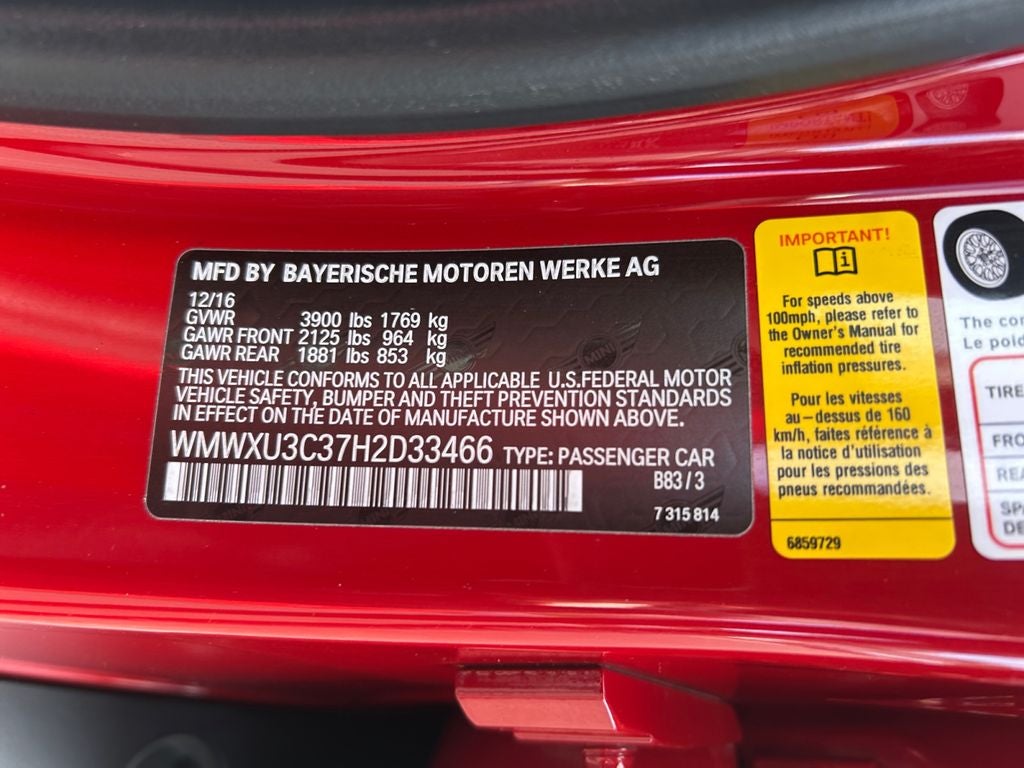 MFD BY BAYERISCHE MOTOREN WERKE AG
12/16
GVWR 3900 lbs 1769 kg
GAWR FRONT 2125 lbs 964 kg
GAWR REAR 1881 lbs 853 kg
THIS VEHICLE CONFORMS TO ALL APPLICABLE U.S.FEDERAL MOTOR
VEHICLE SAFETY, BUMPER AND THEFT PREVENTION STANDARDS
IN EFFECT ON THE DATE OF MANUFACTURE SHOWN ABOVE.
WMWXU3C37H2D33466 TYPE: PASSENGER CAR
B83/3
7 315 814
MINI
IMPORTANT!
For speeds above
100mph, please refer to
the Owner's Manual for
recommended tire
inflation pressures.
Pour les vitesses
au-dessus de 160
km/h, faites référence à
la notice d'utilisation
pour les pressions des
pneus recommandées.
6859729
The
Le
TIRE